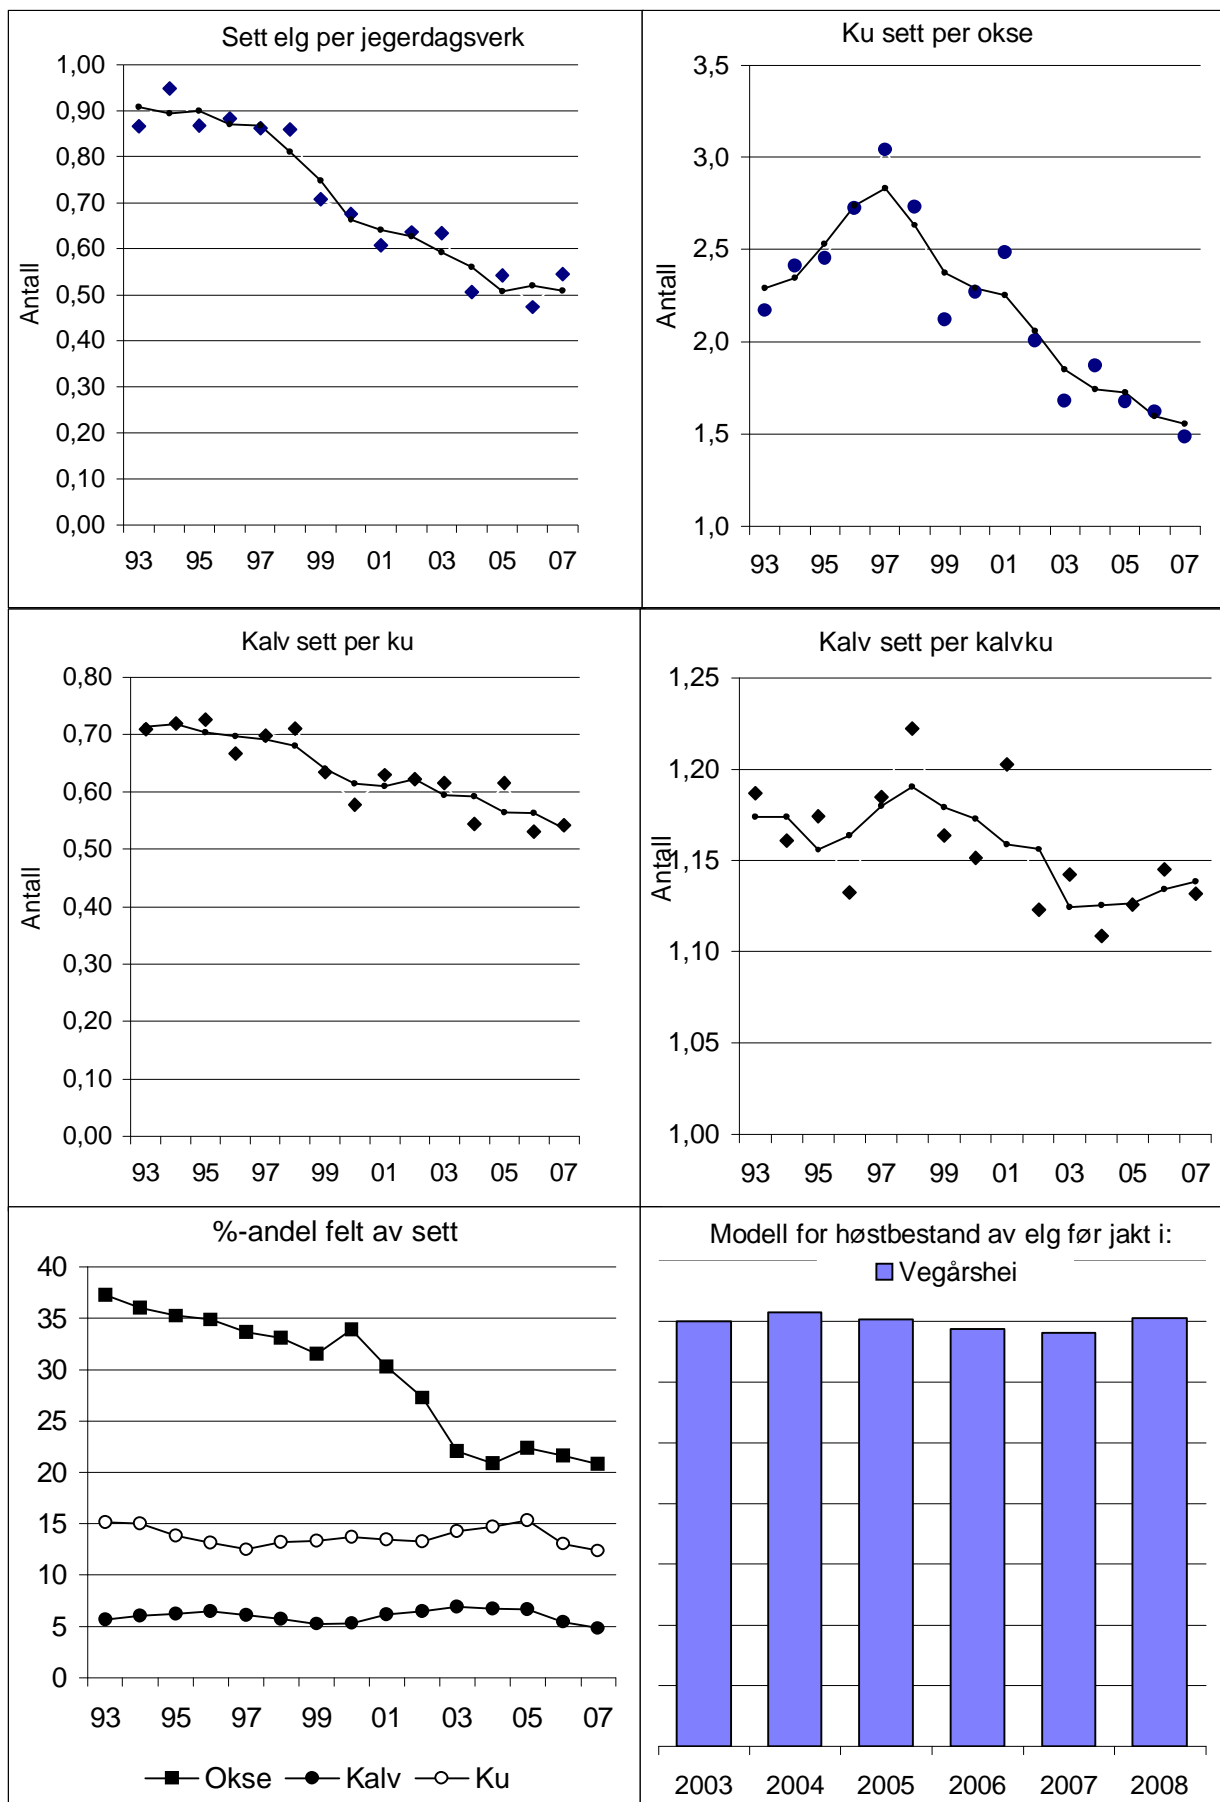 Sett elg per jegerdagsverk
1,00
0,90
0,80
0,70
0,60
0,50
0,40
0,30
0,20
0,10
0,00
Antall
93 95 97 99 01 03 05 07
Ku sett per okse
3,5
3,0
2,5
2,0
1,5
1,0
Antall
93 95 97 99 01 03 05 07
Kalv sett per ku
0,80
0,70
0,60
0,50
0,40
0,30
0,20
0,10
0,00
Antall
93 95 97 99 01 03 05 07
Kalv sett per kalvku
1,25
1,20
1,15
1,10
1,05
1,00
Antall
93 95 97 99 01 03 05 07
%-andel felt av sett
40
35
30
25
20
15
10
5
0
93 95 97 99 01 03 05 07
Okse Kalv Ku
Modell for høstbestand av elg før jakt i:
Vegårshei
2003 2004 2005 2006 2007 2008